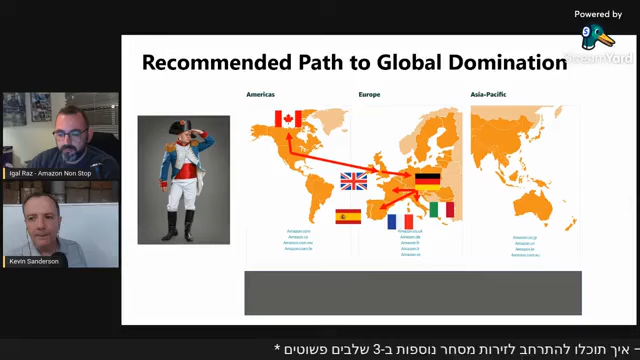 Powered by
StreamYard
Recommended Path to Global Domination
Americas
Europe
Asia-Pacific
Igal Raz - Amazon Non Stop
Kevin Sanderson
Amazon.com
Amazon.ca
Amazon.com.mx
Amazon.com.br
Amazon.co.uk
Amazon.de
Amazon.fr
Amazon.it
Amazon.es
Amazon.co.jp
Amazon.com.au
- איך תוכלו להתרחב לזירות מסחר נוספות ב-3 שלבים פשוטים *